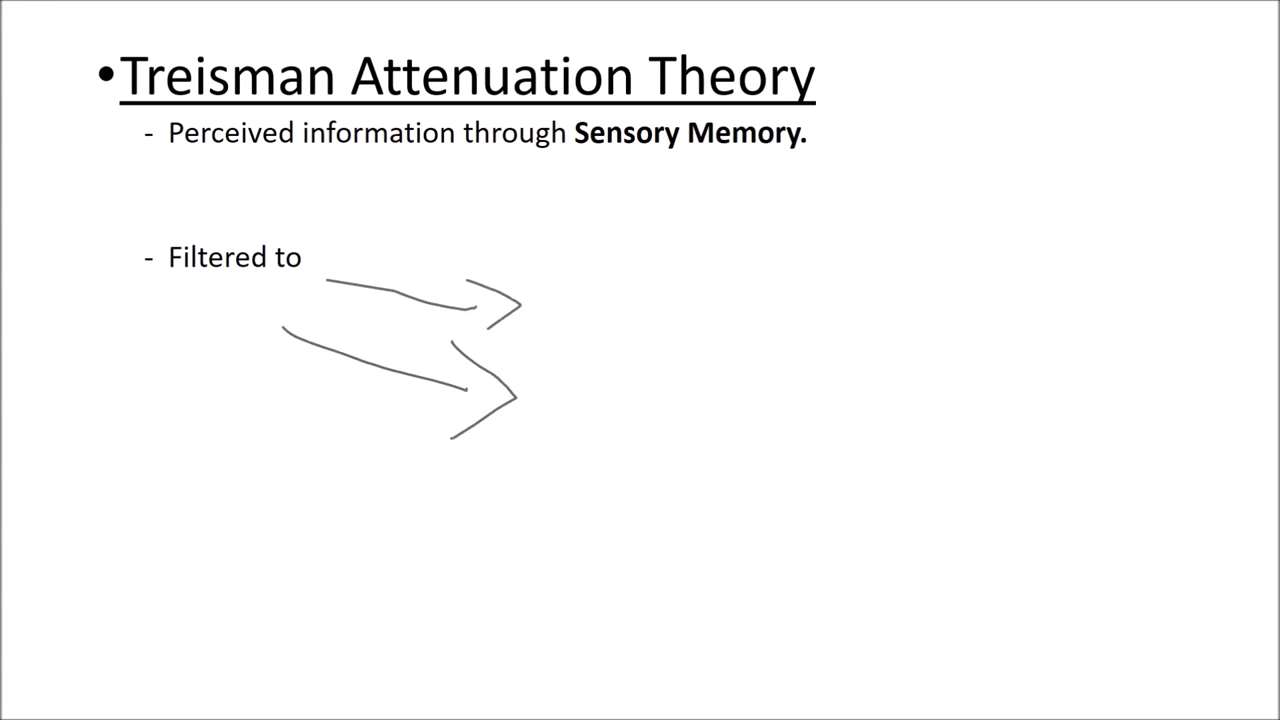 •Treisman Attenuation Theory
- Perceived information through Sensory Memory.
- Filtered to